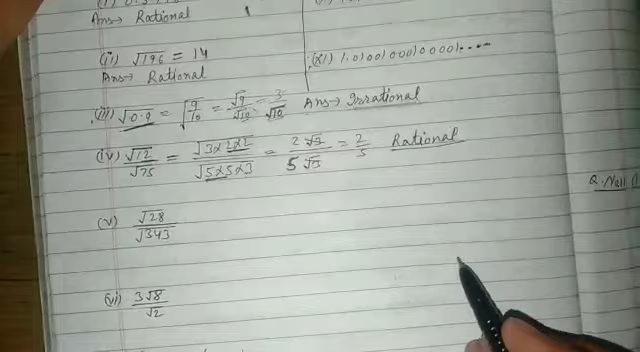 Ans→ Rational
(ii) √196 = 14
Ans→ Rational
(xi) 1.01001000100001....
(iii) √0.9 = √9/10 = √9/√10 = 3/√10 Ans→ Irrational
(iv) √12/√75 = √3×2×2/√5×5×3 = 2√3/5√3 = 2/5 Rational
(v) √28/√343
(vi) 3√8/√2